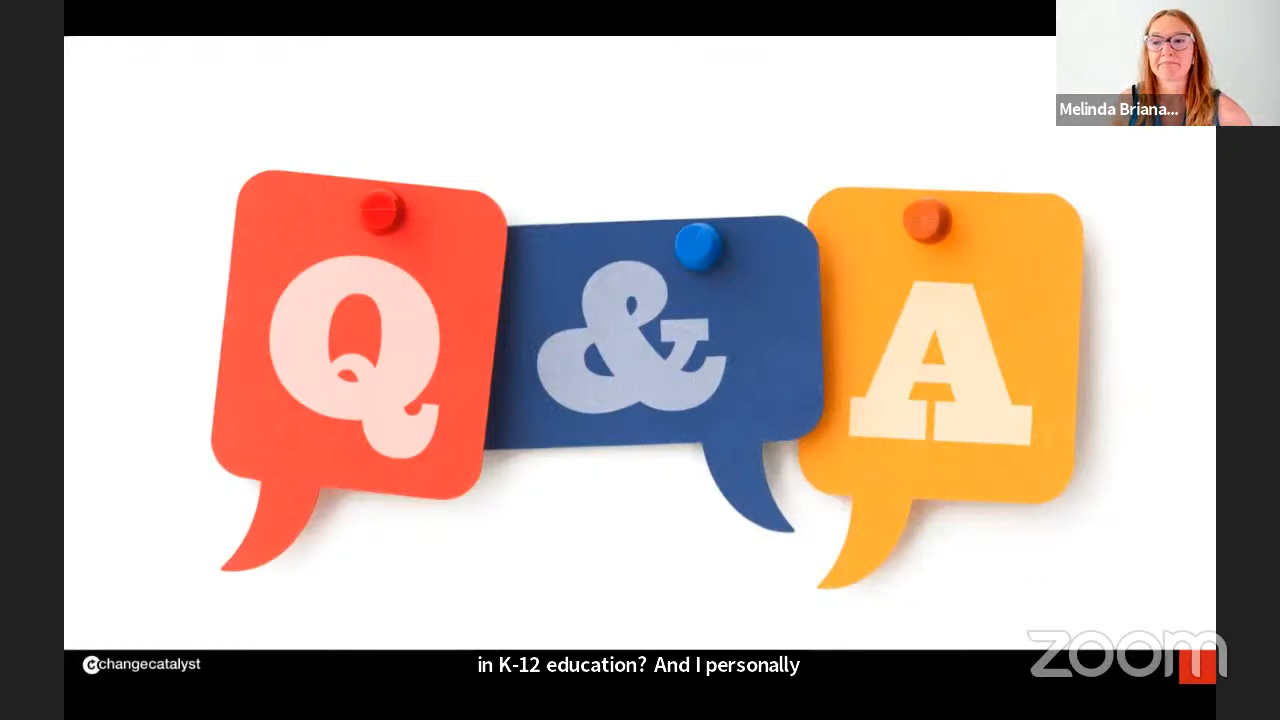 Melinda Briana...
Q & A
changecatalyst
in K-12 education? And I personally
zoom